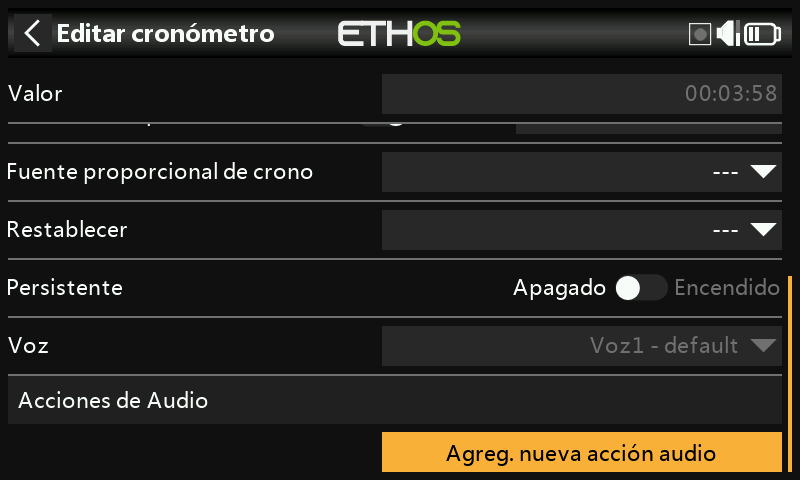 Editar cronómetro ETHOS
Valor 00:03:58
Fuente proporcional de crono ---
Restablecer ---
Persistente Apagado Encendido
Voz Voz1 - default
Acciones de Audio
Agreg. nueva acción audio